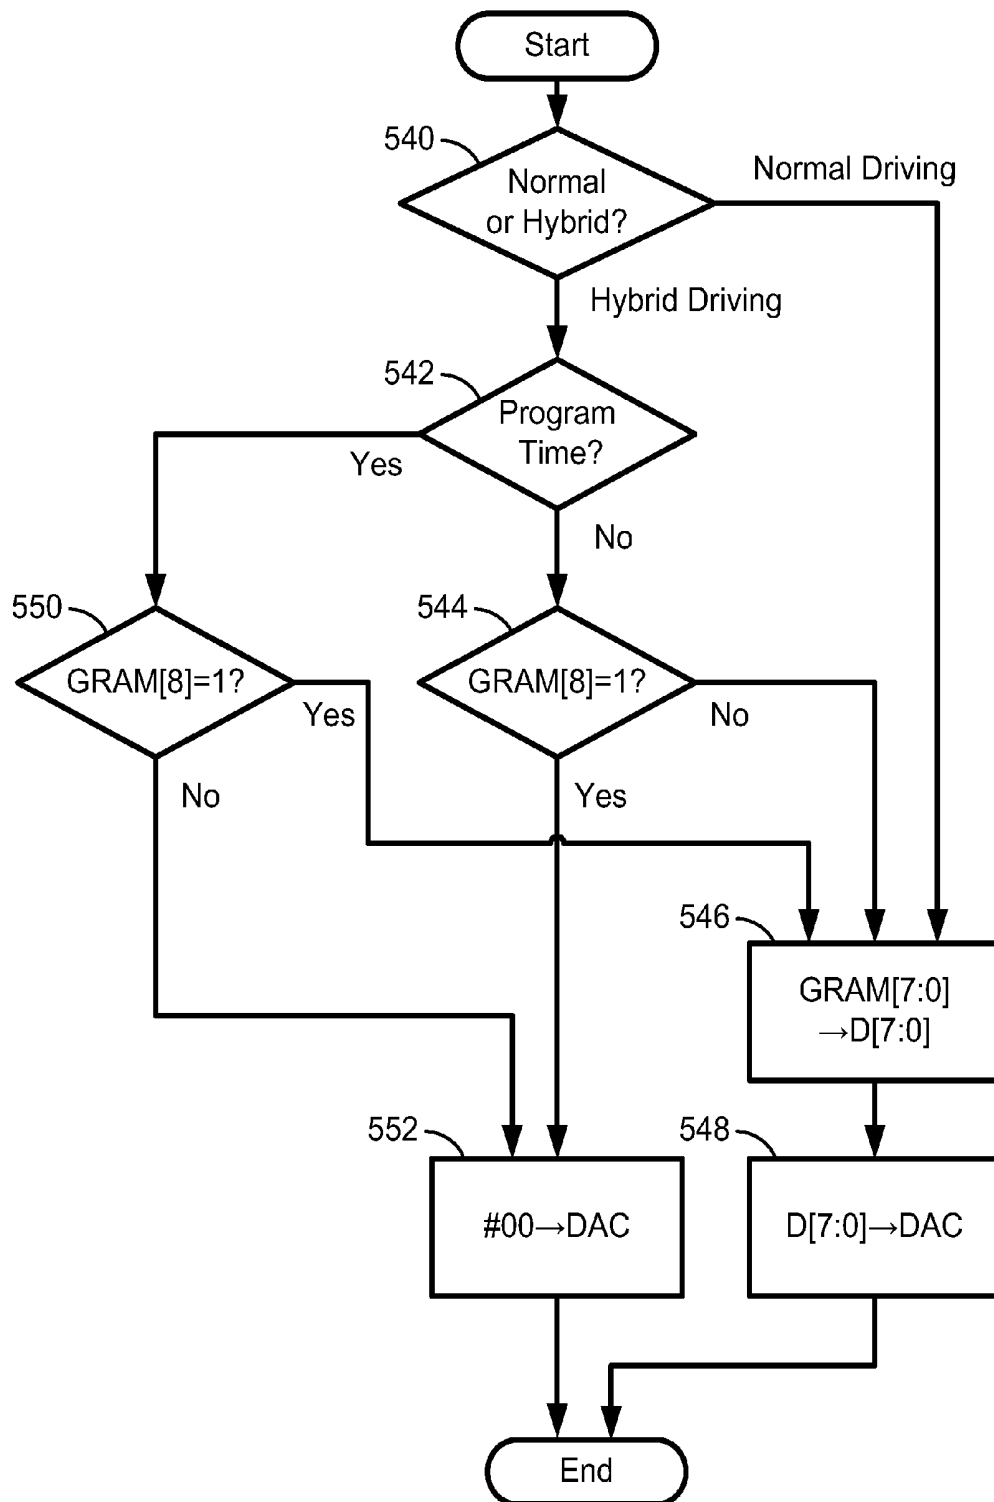 Start
540
Normal
or Hybrid?
Normal Driving
Hybrid Driving
542
Program
Time?
Yes
No
550
GRAM[8]=1?
Yes
No
544
GRAM[8]=1?
No
Yes
546
GRAM[7:0]
→D[7:0]
552
#00→DAC
548
D[7:0]→DAC
End